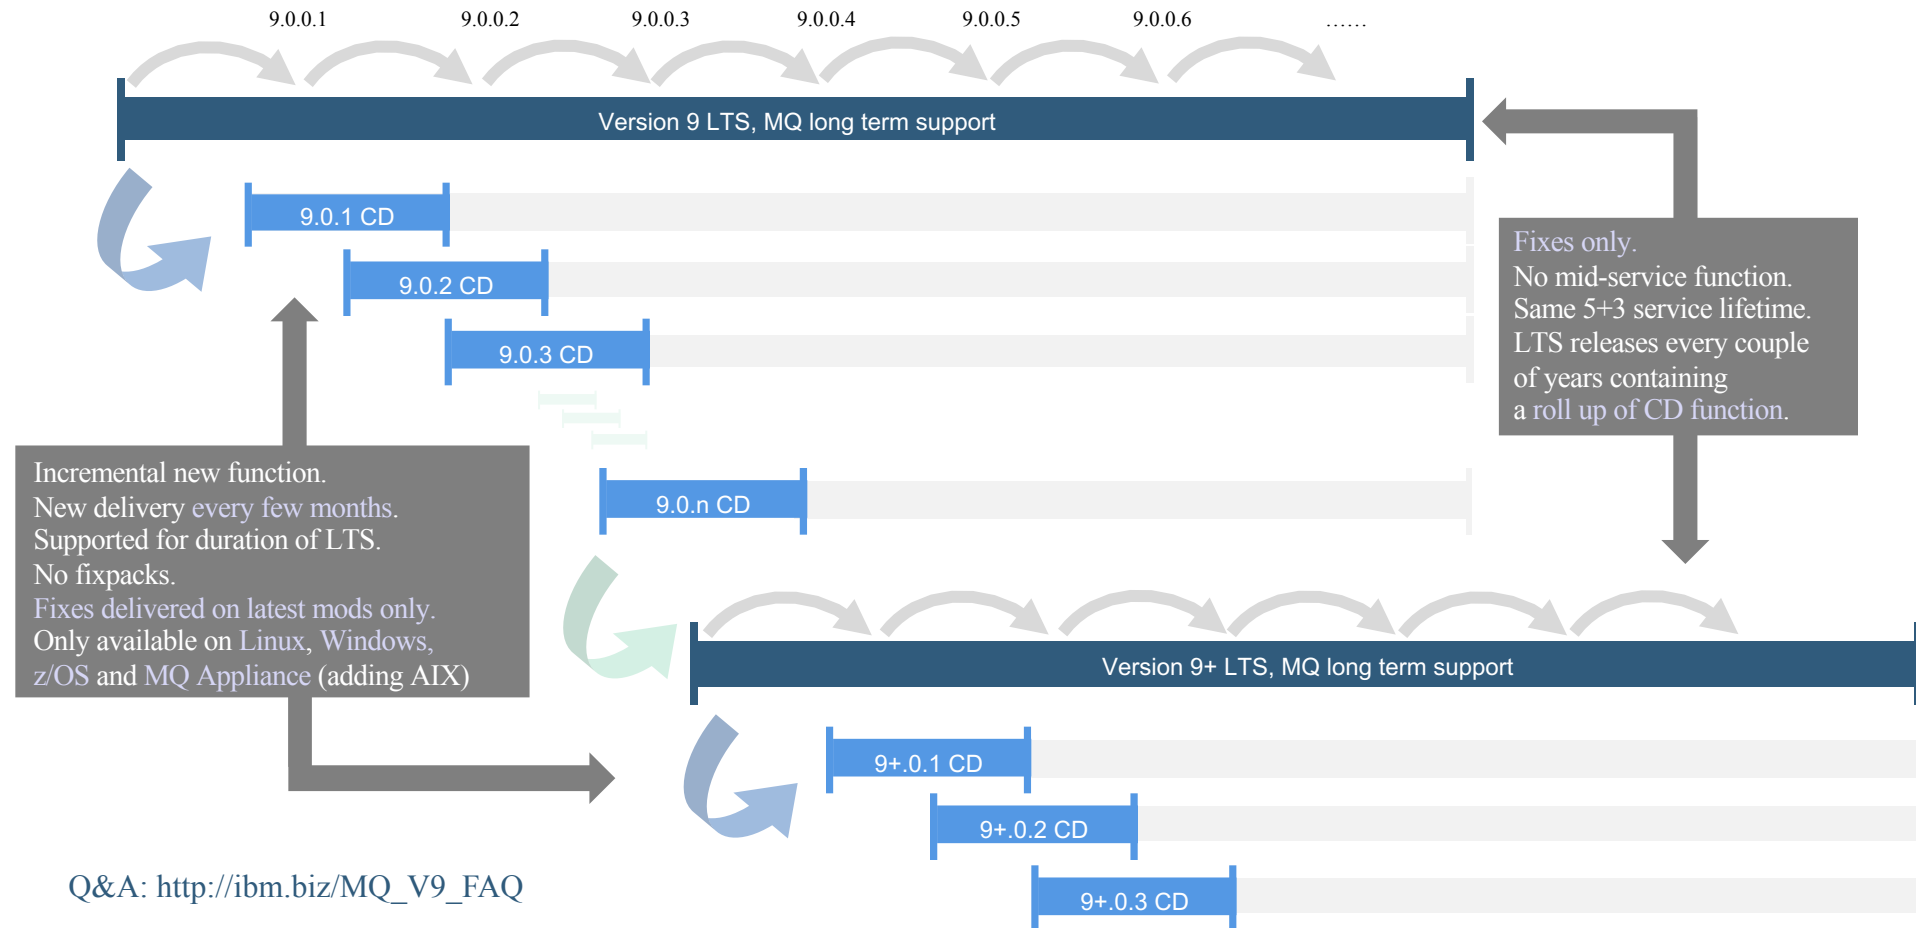 9.0.0.1 9.0.0.2 9.0.0.3 9.0.0.4 9.0.0.5 9.0.0.6 ......
Version 9 LTS, MQ long term support
9.0.1 CD
9.0.2 CD
9.0.3 CD
9.0.n CD
Fixes only.
No mid-service function.
Same 5+3 service lifetime.
LTS releases every couple
of years containing
a roll up of CD function.
Incremental new function.
New delivery every few months.
Supported for duration of LTS.
No fixpacks.
Fixes delivered on latest mods only.
Only available on Linux, Windows,
z/OS and MQ Appliance (adding AIX)
Version 9+ LTS, MQ long term support
9+.0.1 CD
9+.0.2 CD
9+.0.3 CD
Q&A: http://ibm.biz/MQ_V9_FAQ